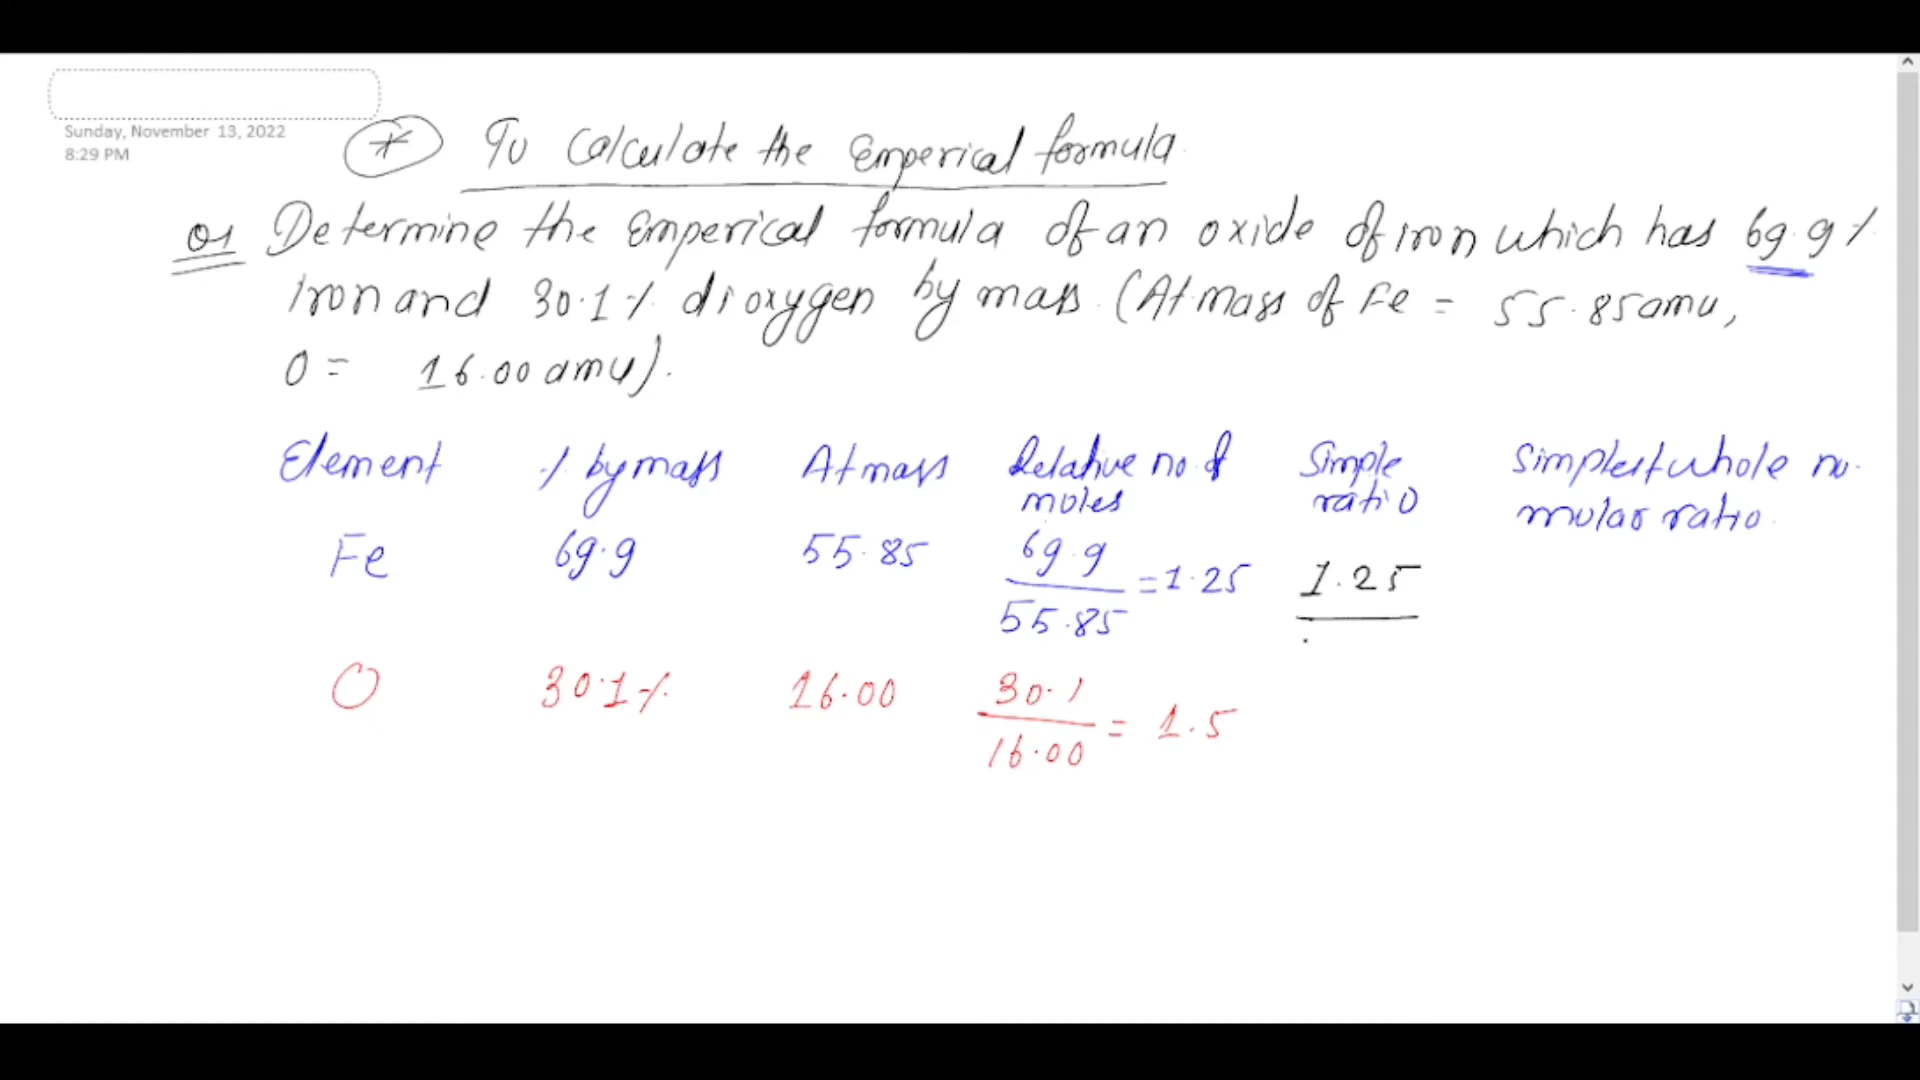 Sunday, November 13, 2022
8:29 PM
* To Calculate the Emperical formula
Q1 Determine the Emperical formula of an oxide of iron which has 69.9%
iron and 30.1% dioxygen by mass. (At. mass of Fe = 55.85amu,
O = 16.00 amu).
Element % by mass At mass Relative no. of moles Simple ratio Simplest whole no. molar ratio.
Fe 69.9 55.85 69.9/55.85 = 1.25 1.25
O 30.1% 16.00 30.1/16.00 = 1.5